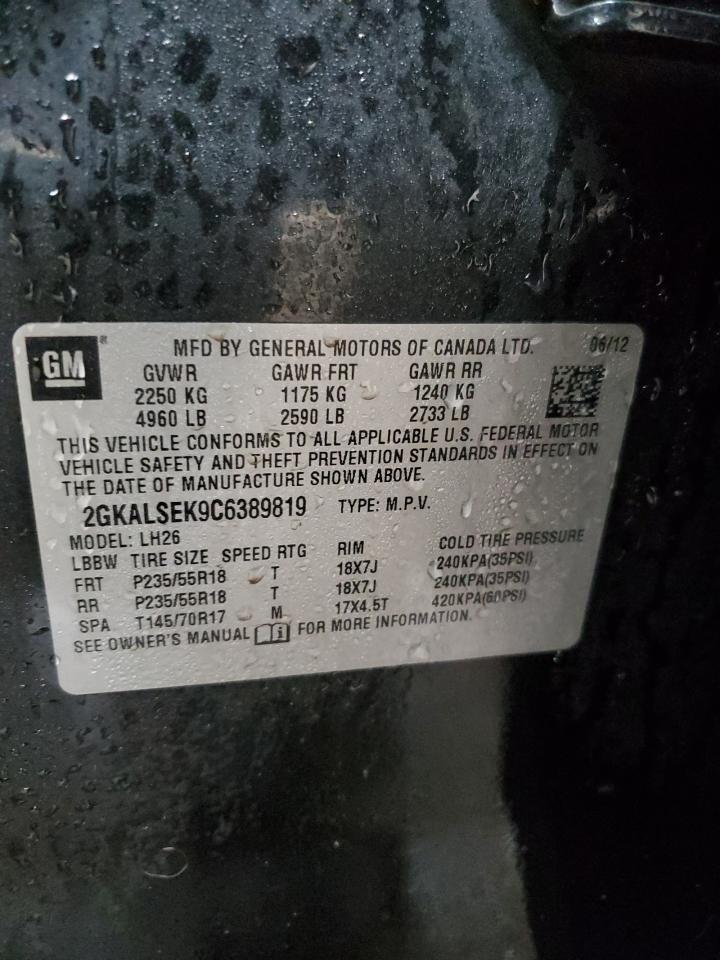 GM ® MFD BY GENERAL MOTORS OF CANADA LTD. 06/12
GVWR GAWR FRT GAWR RR
2250 KG 1175 KG 1240 KG
4960 LB 2590 LB 2733 LB
THIS VEHICLE CONFORMS TO ALL APPLICABLE U.S. FEDERAL MOTOR
VEHICLE SAFETY AND THEFT PREVENTION STANDARDS IN EFFECT ON
THE DATE OF MANUFACTURE SHOWN ABOVE.
2GKALSEK9C6389819 TYPE: M.P.V.
MODEL: LH26
LBBW TIRE SIZE SPEED RTG RIM COLD TIRE PRESSURE
FRT P235/55R18 T 18X7J 240KPA(35PSI)
RR P235/55R18 T 18X7J 240KPA(35PSI)
SPA T145/70R17 M 17X4.5T 420KPA(60PSI)
SEE OWNER'S MANUAL i FOR MORE INFORMATION.